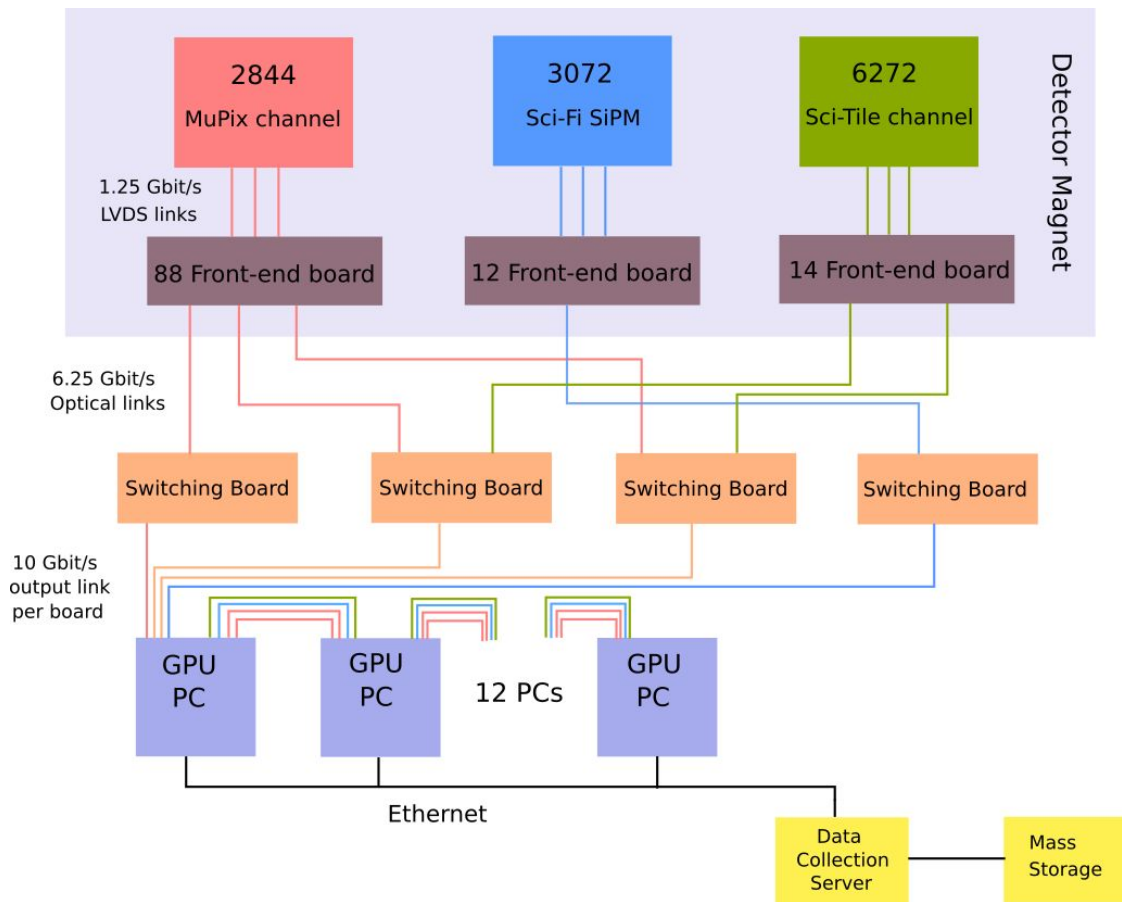 2844
MuPix channel
3072
Sci-Fi SiPM
6272
Sci-Tile channel
Detector Magnet
1.25 Gbit/s
LVDS links
88 Front-end board
12 Front-end board
14 Front-end board
6.25 Gbit/s
Optical links
Switching Board
Switching Board
Switching Board
Switching Board
10 Gbit/s
output link
per board
GPU
PC
GPU
PC
12 PCs
GPU
PC
Ethernet
Data
Collection
Server
Mass
Storage